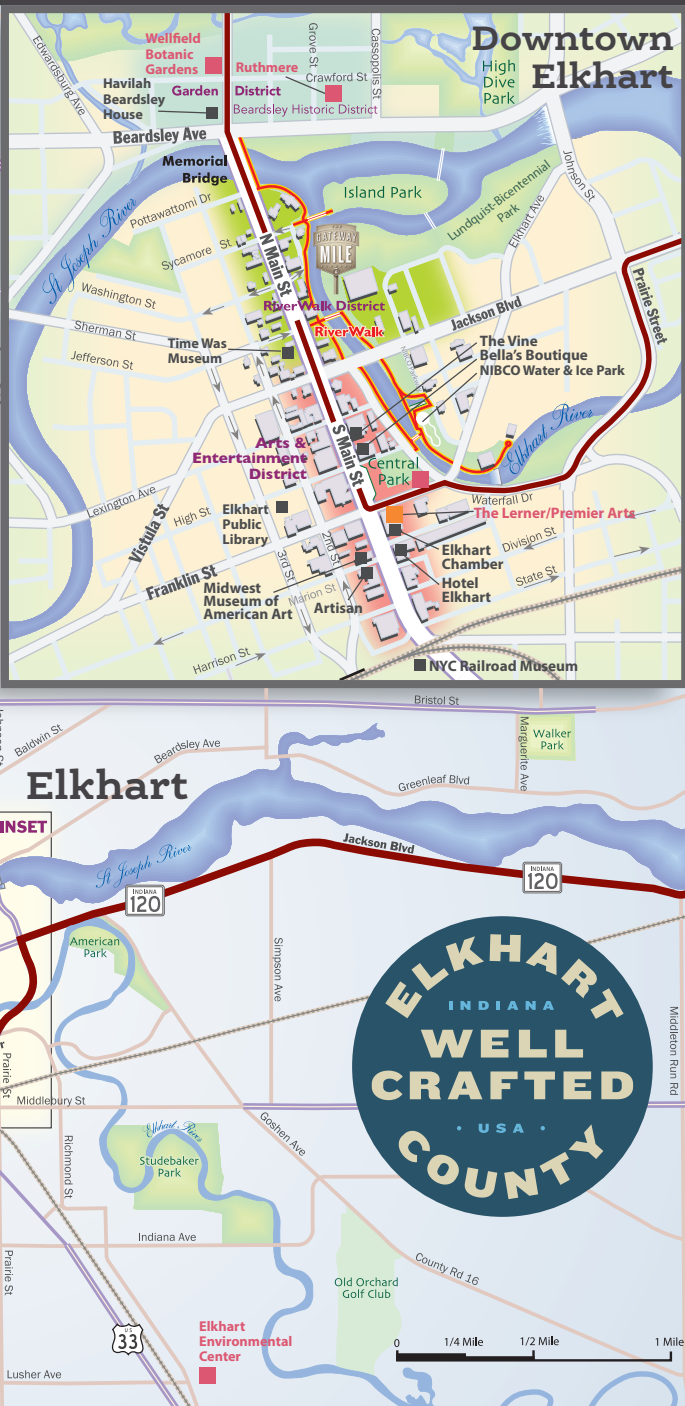 Downtown
Elkhart
Wellfield
Botanic
Gardens
Ruthmere
Grove St
Cassopolis St
Crawford St
Edwardsburg Ave
Havilah
Beardsley
House
Garden District
Beardsley Historic District
High
Dive
Park
Beardsley Ave
Memorial
Bridge
St Joseph River
Pottawattomi Dr
Island Park
Lundquist-Bicentennial
Park
Johnson St
Elkhart Ave
Sycamore St
N Main St
GATEWAY
MILE
Washington St
RiverWalk District
RiverWalk
Jackson Blvd
Prairie Street
Sherman St
Jefferson St
Time Was
Museum
The Vine
Bella's Boutique
NIBCO Water & Ice Park
S Main St
Arts &
Entertainment
District
Central
Park
Elkhart River
Lexington Ave
Vistula St
High St
Elkhart
Public
Library
Waterfall Dr
The Lerner/Premier Arts
Division St
Elkhart
Chamber
State St
Hotel
Elkhart
2nd St
3rd St
Franklin St
Midwest
Museum of
American Art
Marion St
Artisan
Harrison St
NYC Railroad Museum
Bristol St
Baldwin St
Beardsley Ave
Marguerite Ave
Walker
Park
Greenleaf Blvd
Elkhart
INSET
St Joseph River
Jackson Blvd
INDIANA
120
INDIANA
120
American
Park
Simpson Ave
ELKHART
INDIANA
WELL
CRAFTED
• USA •
COUNTY
Middleton Run Rd
Prairie St
Middlebury St
Goshen Ave
Elkhart River
Studebaker
Park
Richmond St
Indiana Ave
Prairie St
County Rd 16
Old Orchard
Golf Club
U.S.
33
Elkhart
Environmental
Center
0 1/4 Mile 1/2 Mile 1 Mile
Lusher Ave